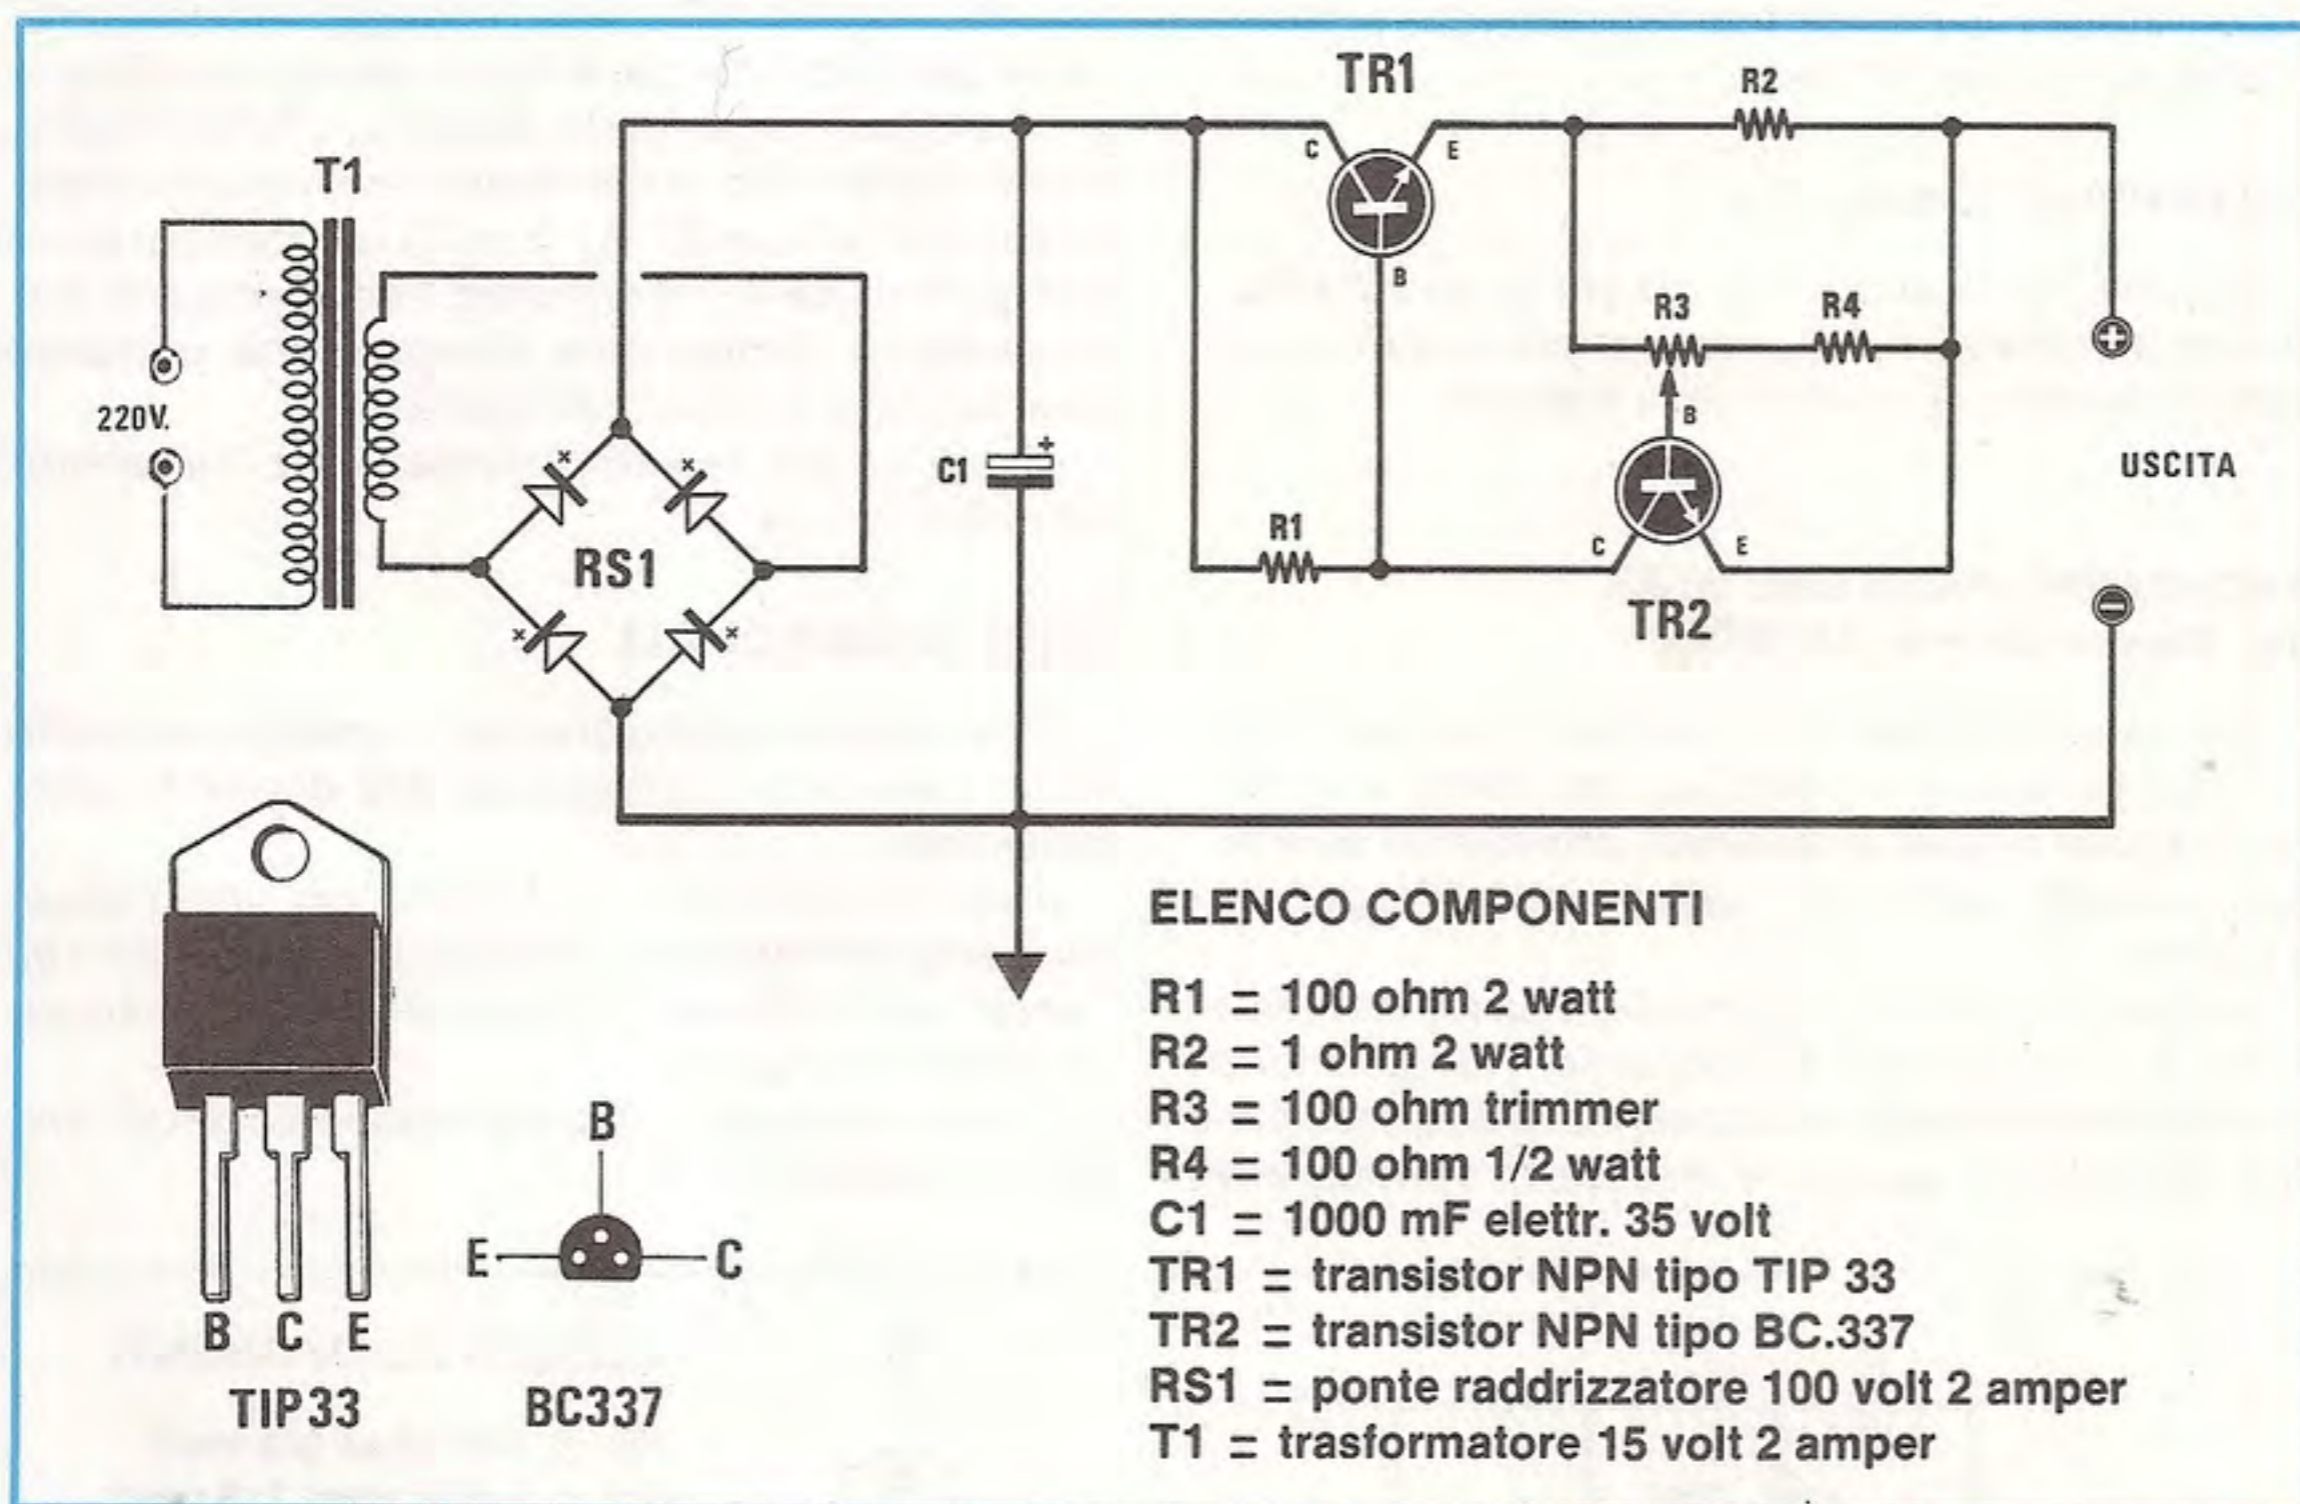 TR1
R2
C
E
B
T1
220V.
R3
R4
B
C1
+
USCITA
RS1
R1
C
E
TR2
ELENCO COMPONENTI
R1 = 100 ohm 2 watt
R2 = 1 ohm 2 watt
R3 = 100 ohm trimmer
R4 = 100 ohm 1/2 watt
C1 = 1000 mF elettr. 35 volt
TR1 = transistor NPN tipo TIP 33
TR2 = transistor NPN tipo BC.337
RS1 = ponte raddrizzatore 100 volt 2 amper
T1 = trasformatore 15 volt 2 amper
B C E
TIP33
B
E C
BC337